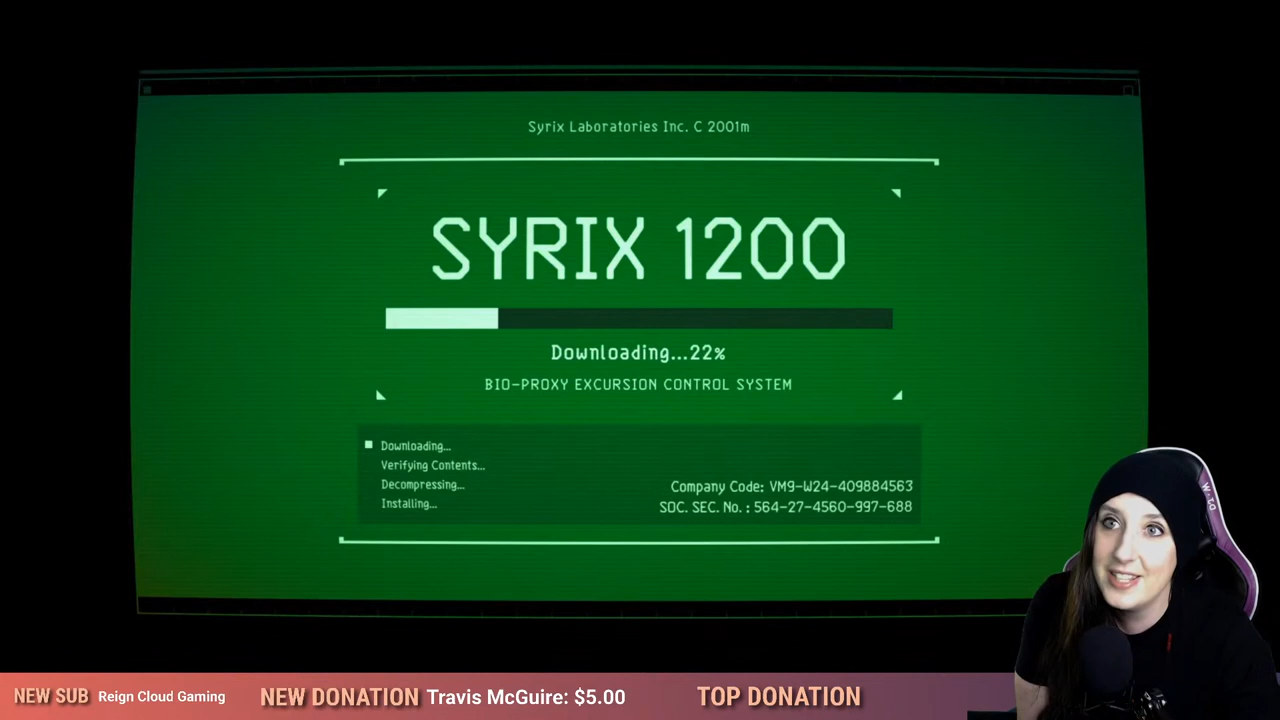 Syrix Laboratories Inc. C 2001m
SYRIX 1200
Downloading...22%
BIO-PROXY EXCURSION CONTROL SYSTEM
Downloading...
Verifying Contents...
Decompressing...
Installing...
Company Code: VM9-W24-409884563
SOC. SEC. No. : 564-27-4560-997-688
NEW SUB Reign Cloud Gaming
NEW DONATION Travis McGuire: $5.00
TOP DONATION